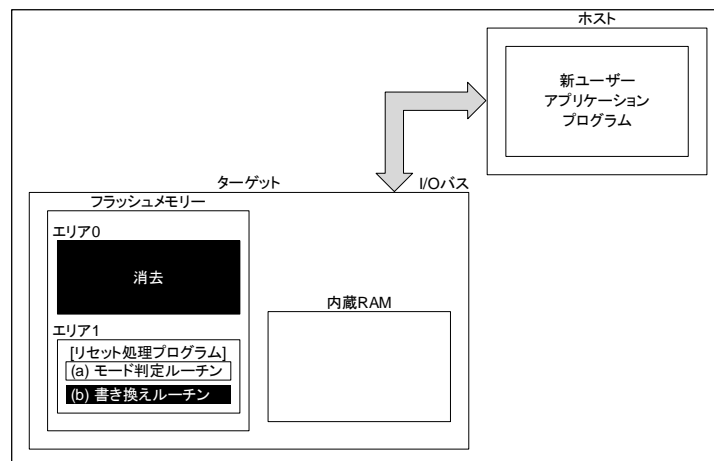 ホスト
新ユーザー
アプリケーション
プログラム
ターゲット
I/Oバス
フラッシュメモリー
エリア0
消去
内蔵RAM
エリア1
[リセット処理プログラム]
(a) モード判定ルーチン
(b) 書き換えルーチン